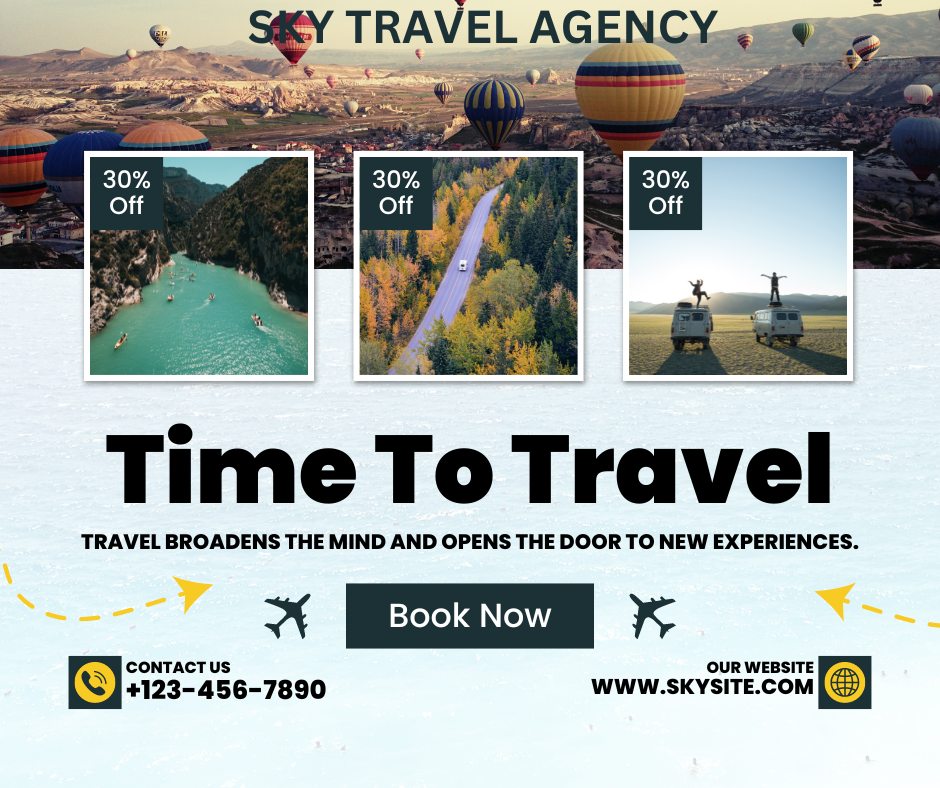 SKY TRAVEL AGENCY
30%
Off
30%
Off
30%
Off
Time To Travel
TRAVEL BROADENS THE MIND AND OPENS THE DOOR TO NEW EXPERIENCES.
Book Now
CONTACT US
+123-456-7890
OUR WEBSITE
WWW.SKYSITE.COM